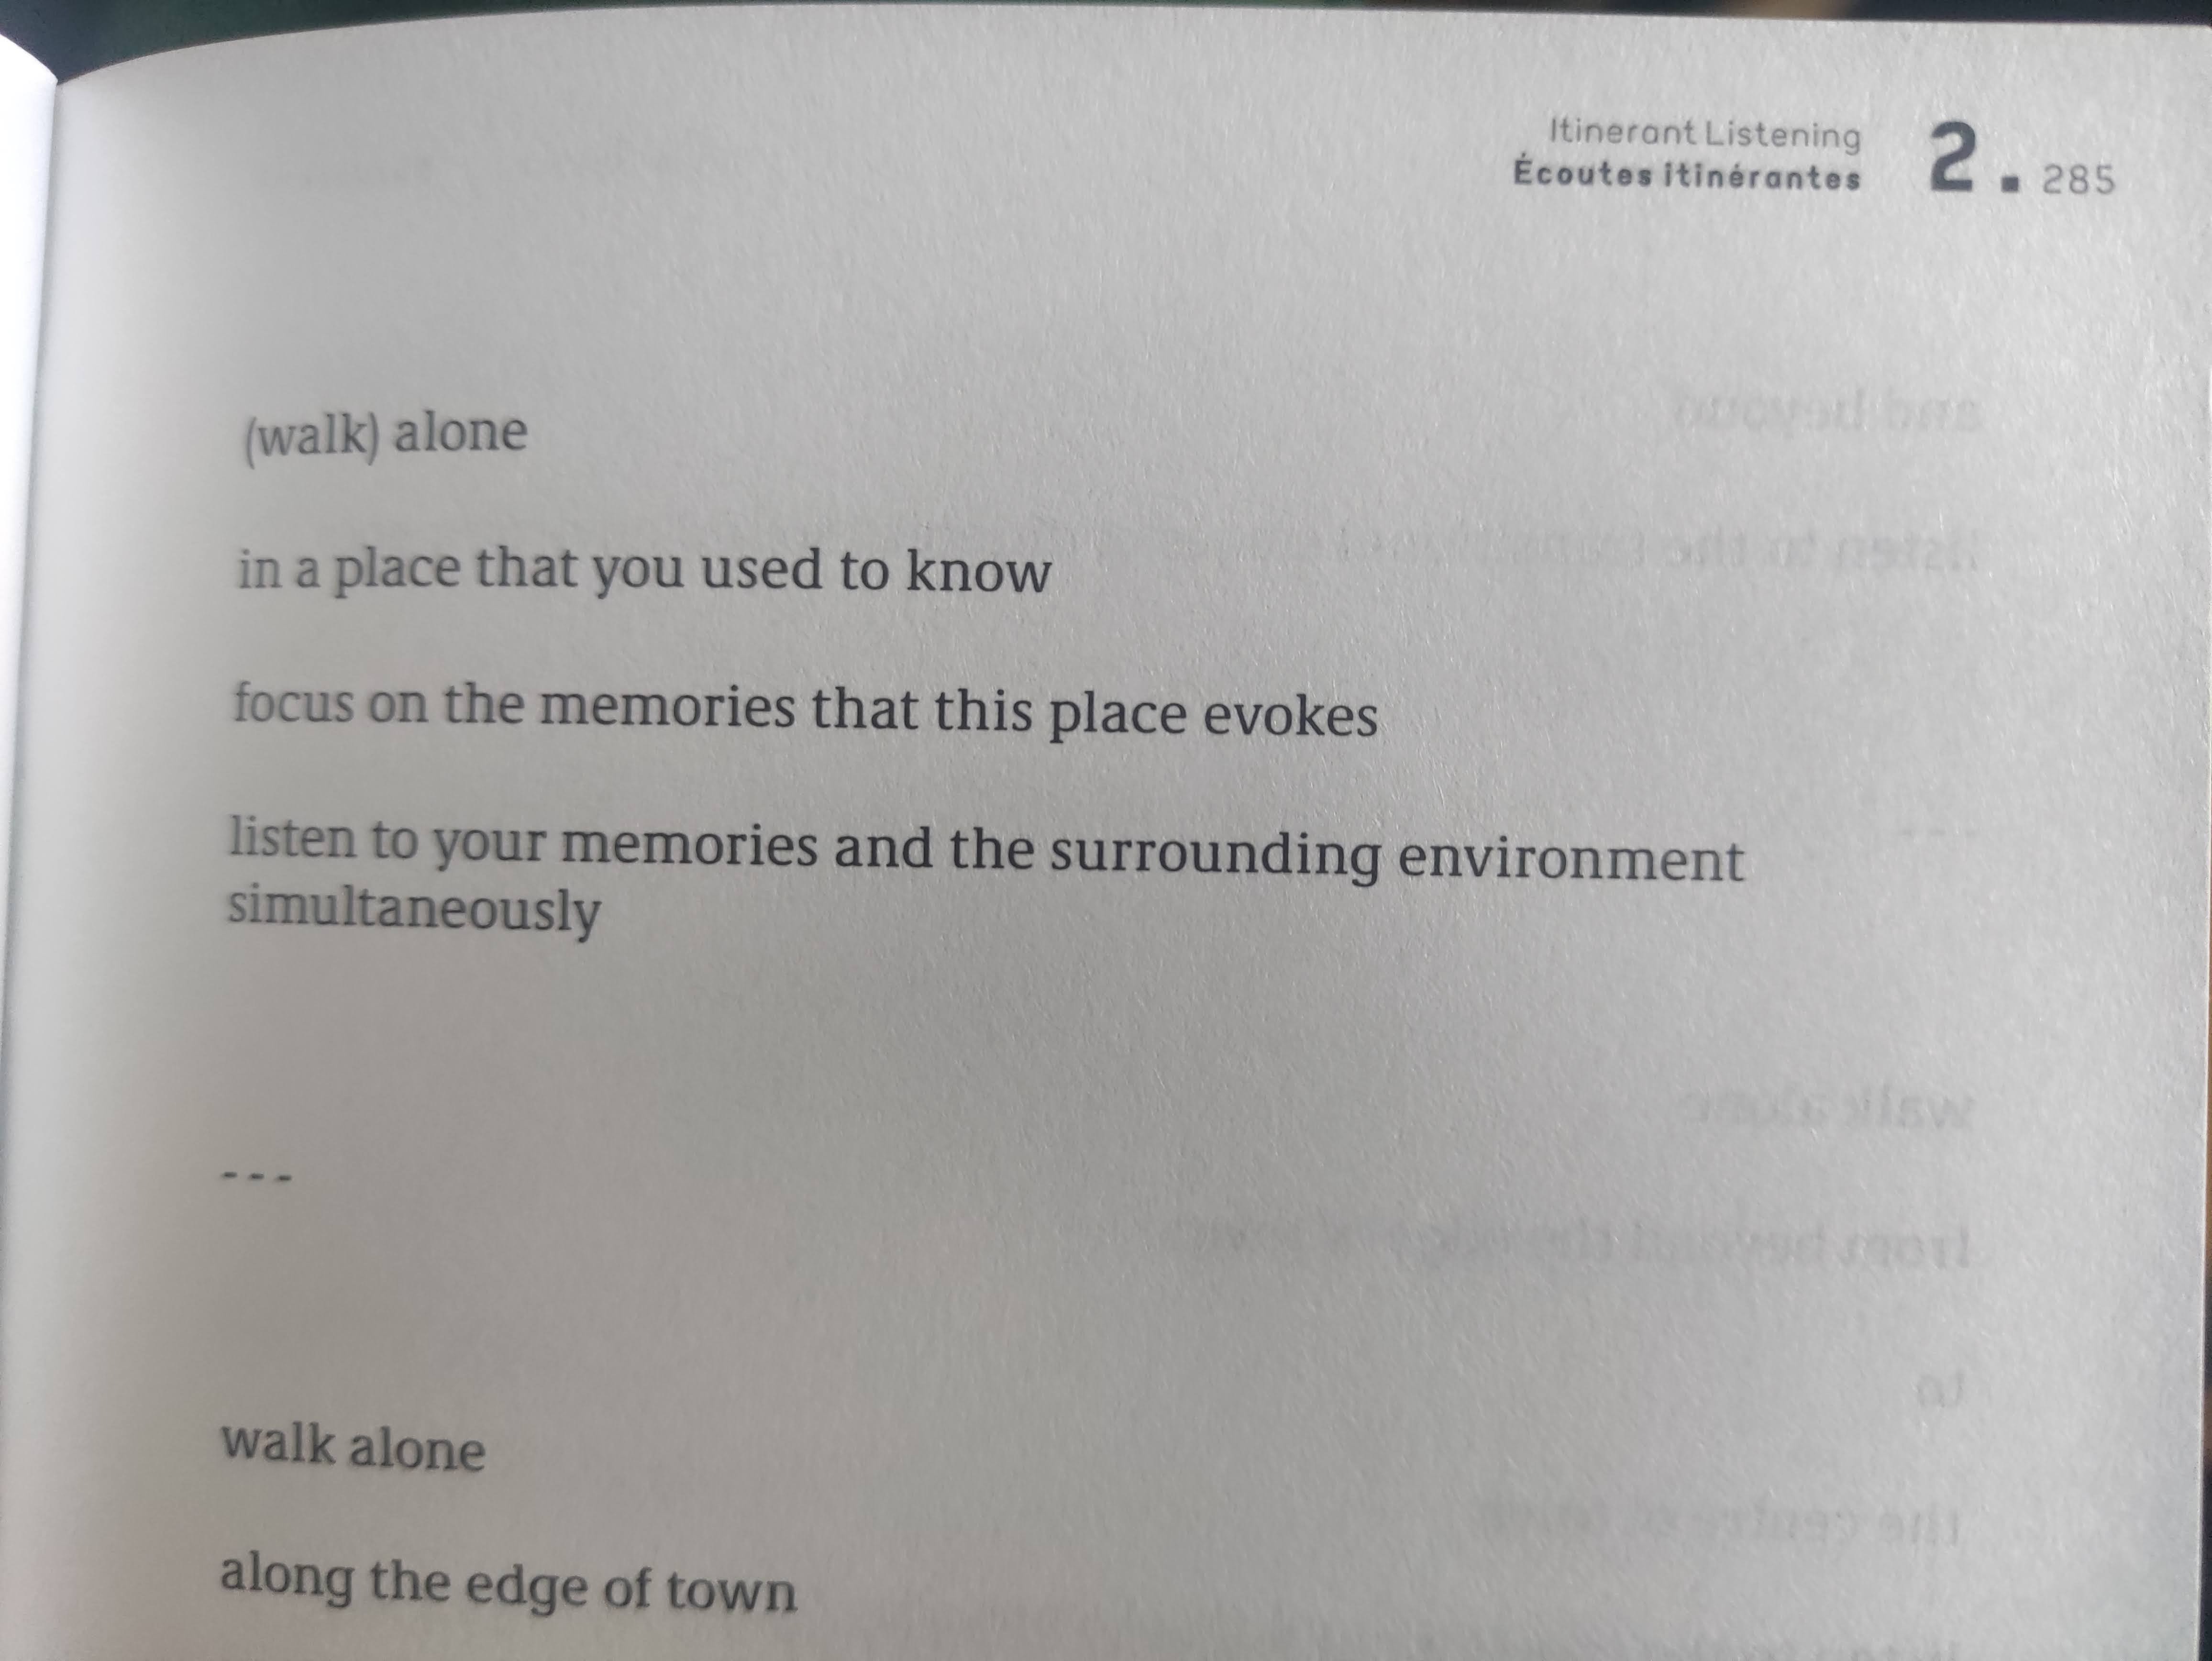 Itinerant Listening
Écoutes itinérantes
2. 285
(walk) alone
in a place that you used to know
focus on the memories that this place evokes
listen to your memories and the surrounding environment
simultaneously
---
walk alone
along the edge of town